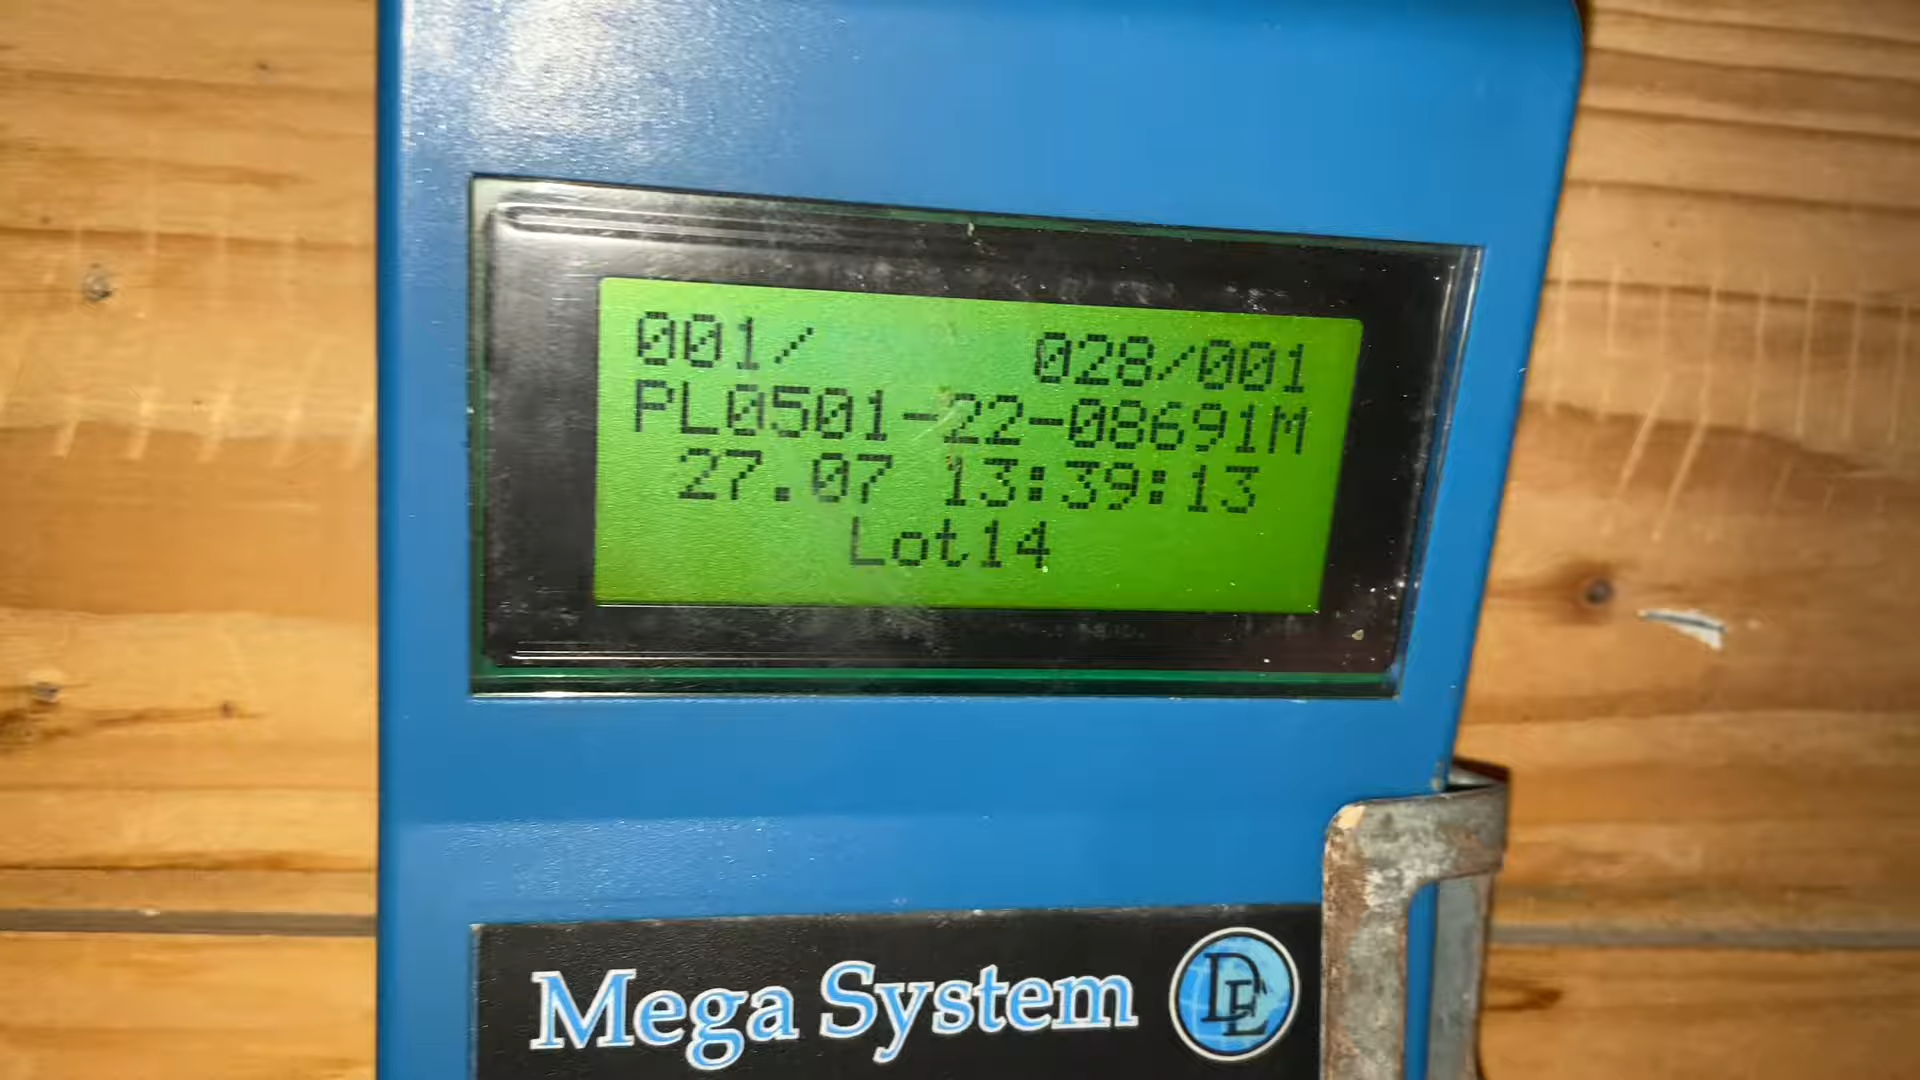 001/ 028/001
PL0501-22-08691M
27.07 13:39:13
Lot14
Mega System DE